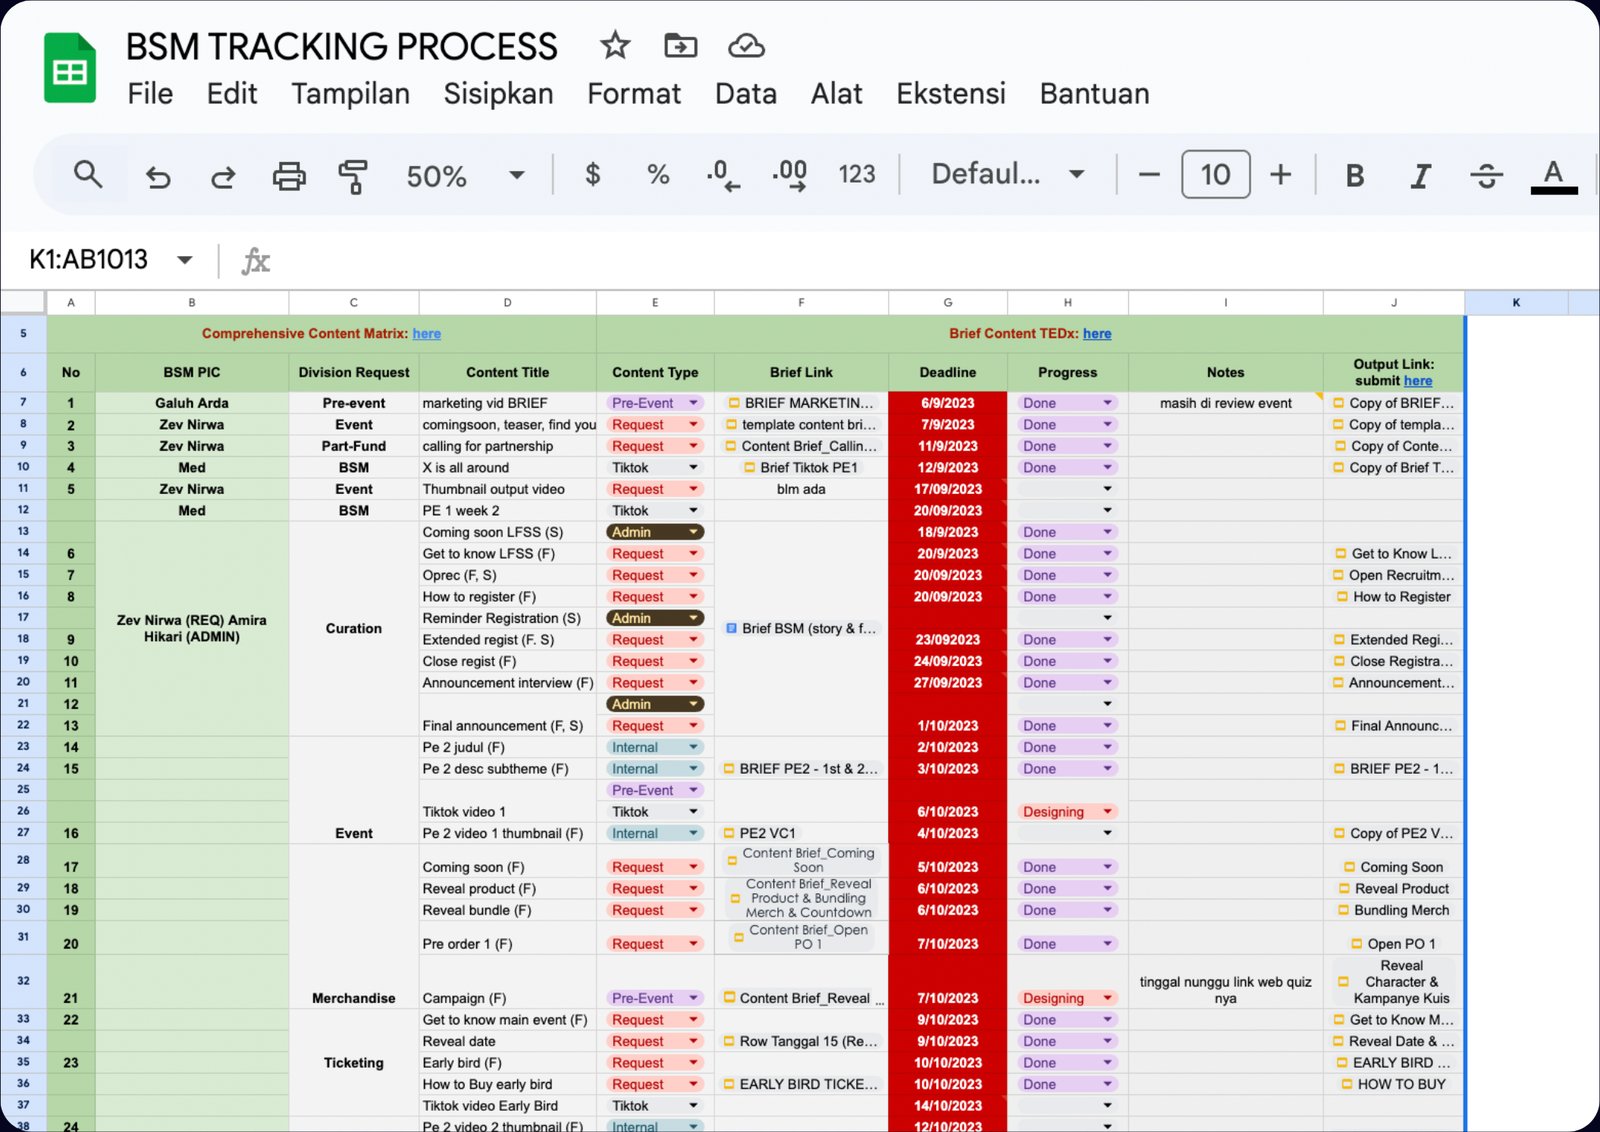 BSM TRACKING PROCESS
File Edit Tampilan Sisipkan Format Data Alat Ekstensi Bantuan
50% $ % .0 .00 123 Defaul... 10 B I S A
K1:AB1013 fx
A B C D E F G H I J K
5 Comprehensive Content Matrix: here Brief Content TEDx: here
6 No BSM PIC Division Request Content Title Content Type Brief Link Deadline Progress Notes Output Link: submit here
7 1 Galuh Arda Pre-event marketing vid BRIEF Pre-Event BRIEF MARKETIN... 6/9/2023 Done masih di review event Copy of BRIEF...
8 2 Zev Nirwa Event comingsoon, teaser, find you Request template content bri... 7/9/2023 Done Copy of templa...
9 3 Zev Nirwa Part-Fund calling for partnership Request Content Brief_Callin... 11/9/2023 Done Copy of Conte...
10 4 Med BSM X is all around Tiktok Brief Tiktok PE1 12/9/2023 Done Copy of Brief T...
11 5 Zev Nirwa Event Thumbnail output video Request blm ada 17/09/2023
12 Med BSM PE 1 week 2 Tiktok 20/09/2023
13 Coming soon LFSS (S) Admin 18/9/2023 Done
14 6 Get to know LFSS (F) Request 20/9/2023 Done Get to Know L...
15 7 Oprec (F, S) Request 20/09/2023 Done Open Recruitm...
16 8 How to register (F) Request 20/09/2023 Done How to Register
17 Zev Nirwa (REQ) Amira Hikari (ADMIN) Curation Reminder Registration (S) Admin Brief BSM (story & f...
18 9 Extended regist (F. S) Request 23/092023 Done Extended Regi...
19 10 Close regist (F) Request 24/09/2023 Done Close Registra...
20 11 Announcement interview (F) Request 27/09/2023 Done Announcement...
21 12 Admin
22 13 Final announcement (F, S) Request 1/10/2023 Done Final Announc...
23 14 Pe 2 judul (F) Internal 2/10/2023 Done
24 15 Pe 2 desc subtheme (F) Internal BRIEF PE2 - 1st & 2... 3/10/2023 Done BRIEF PE2 - 1...
25 Pre-Event
26 Tiktok video 1 Tiktok 6/10/2023 Designing
27 16 Event Pe 2 video 1 thumbnail (F) Internal PE2 VC1 4/10/2023 Copy of PE2 V...
28 17 Coming soon (F) Request Content Brief_Coming Soon 5/10/2023 Done Coming Soon
29 18 Reveal product (F) Request Content Brief_Reveal Product & Bundling Merch & Countdown 6/10/2023 Done Reveal Product
30 19 Reveal bundle (F) Request 6/10/2023 Done Bundling Merch
31 20 Pre order 1 (F) Request Content Brief_Open PO 1 7/10/2023 Done Open PO 1
32 21 Merchandise Campaign (F) Pre-Event Content Brief_Reveal ... 7/10/2023 Designing tinggal nunggu link web quiz nya Reveal Character & Kampanye Kuis
33 22 Get to know main event (F) Request 9/10/2023 Done Get to Know M...
34 Reveal date Request Row Tanggal 15 (Re... 9/10/2023 Done Reveal Date & ...
35 23 Ticketing Early bird (F) Request 10/10/2023 Done EARLY BIRD ...
36 How to Buy early bird Request EARLY BIRD TICKE... 10/10/2023 Done HOW TO BUY
37 Tiktok video Early Bird Tiktok 14/10/2023
38 24 Pe 2 video 2 thumbnail (F) Internal 12/10/2023